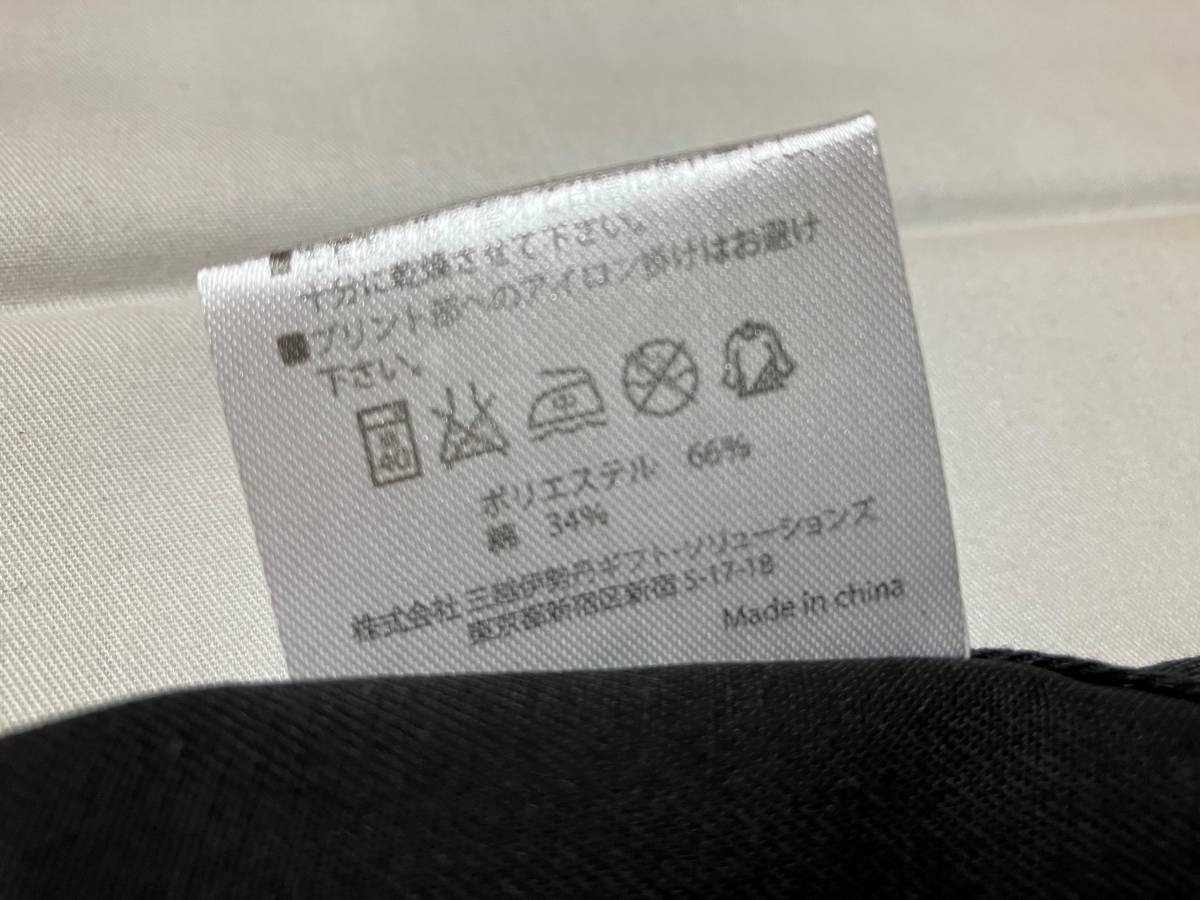 十分に乾燥させて下さい。
■プリント部へのアイロン掛けはお避け
下さい。
40
中
ポリエステル 66%
綿 34%
株式会社 三越伊勢丹ギフト・ソリューションズ
東京都新宿区新宿 5-17-18
Made in china